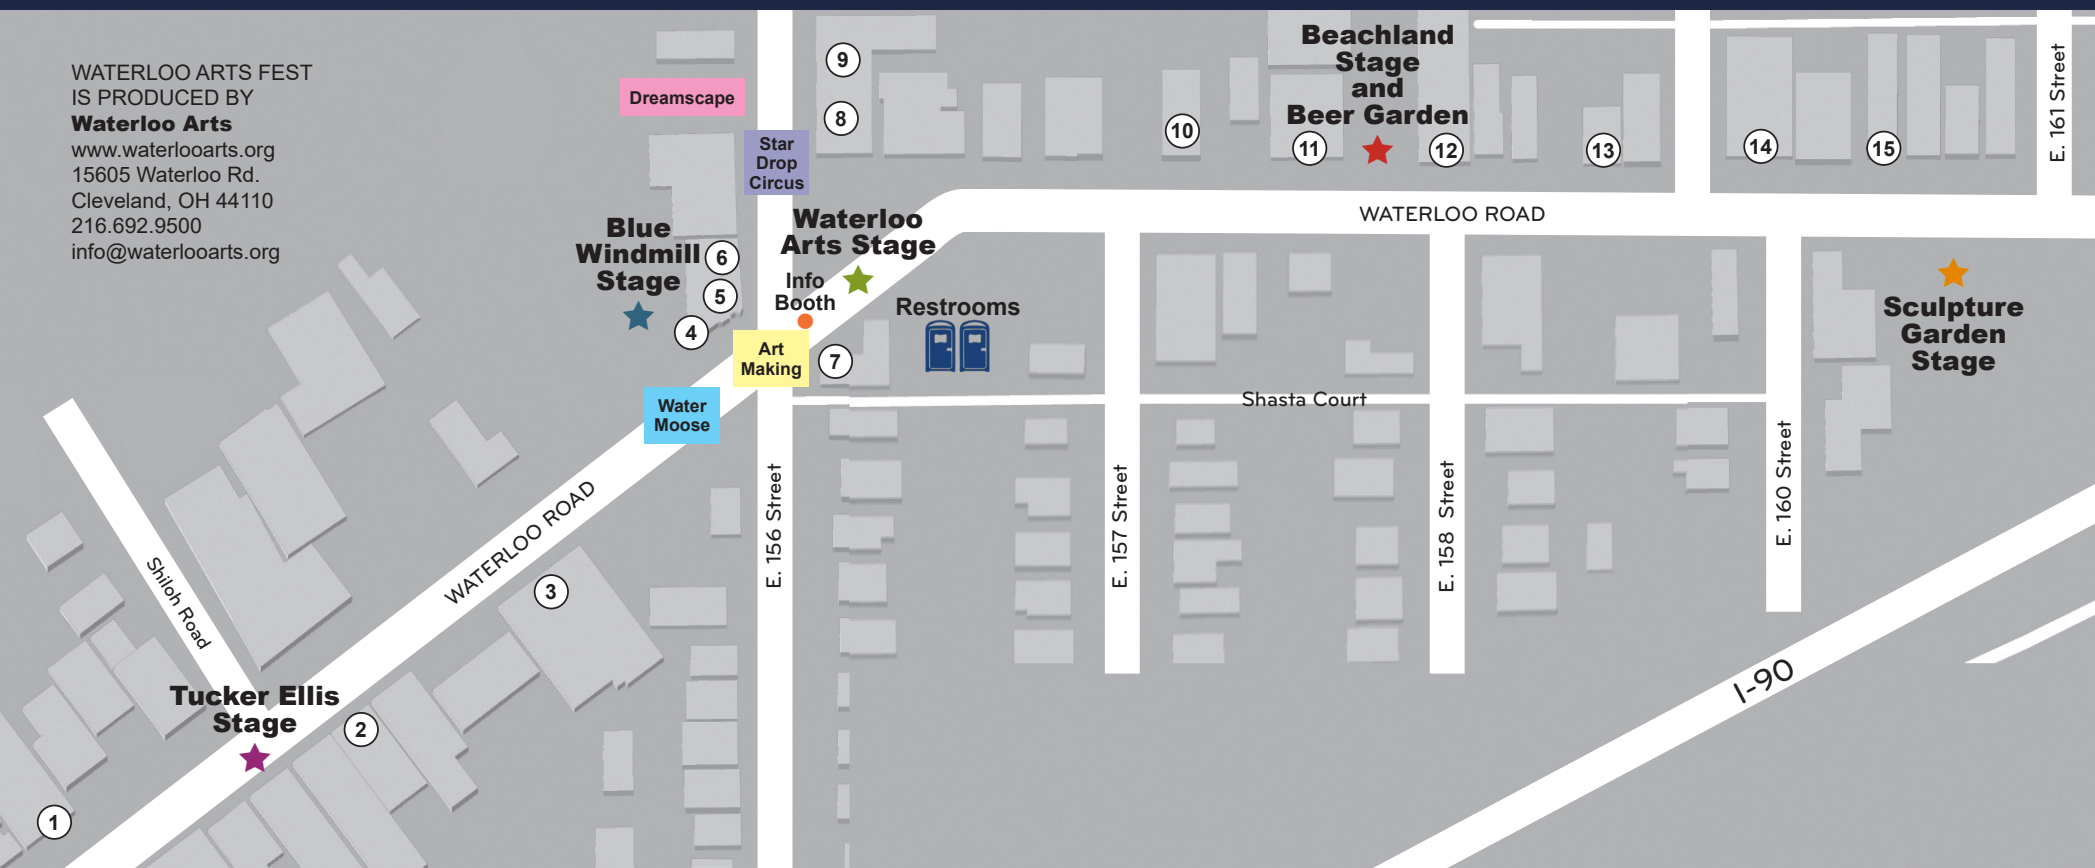 WATERLOO ARTS FEST
IS PRODUCED BY
Waterloo Arts
www.waterlooarts.org
15605 Waterloo Rd.
Cleveland, OH 44110
216.692.9500
info@waterlooarts.org
Dreamscape
Star
Drop
Circus
9
8
10
Beachland
Stage
and
Beer Garden
11
12
13
14
15
E. 161 Street
WATERLOO ROAD
Blue
Windmill
Stage
6
5
4
Waterloo
Arts Stage
Info
Booth
Restrooms
Art
Making
7
Water
Moose
Sculpture
Garden
Stage
Shasta Court
E. 156 Street
E. 157 Street
E. 158 Street
E. 160 Street
WATERLOO ROAD
Shiloh Road
3
Tucker Ellis
Stage
2
1
I-90